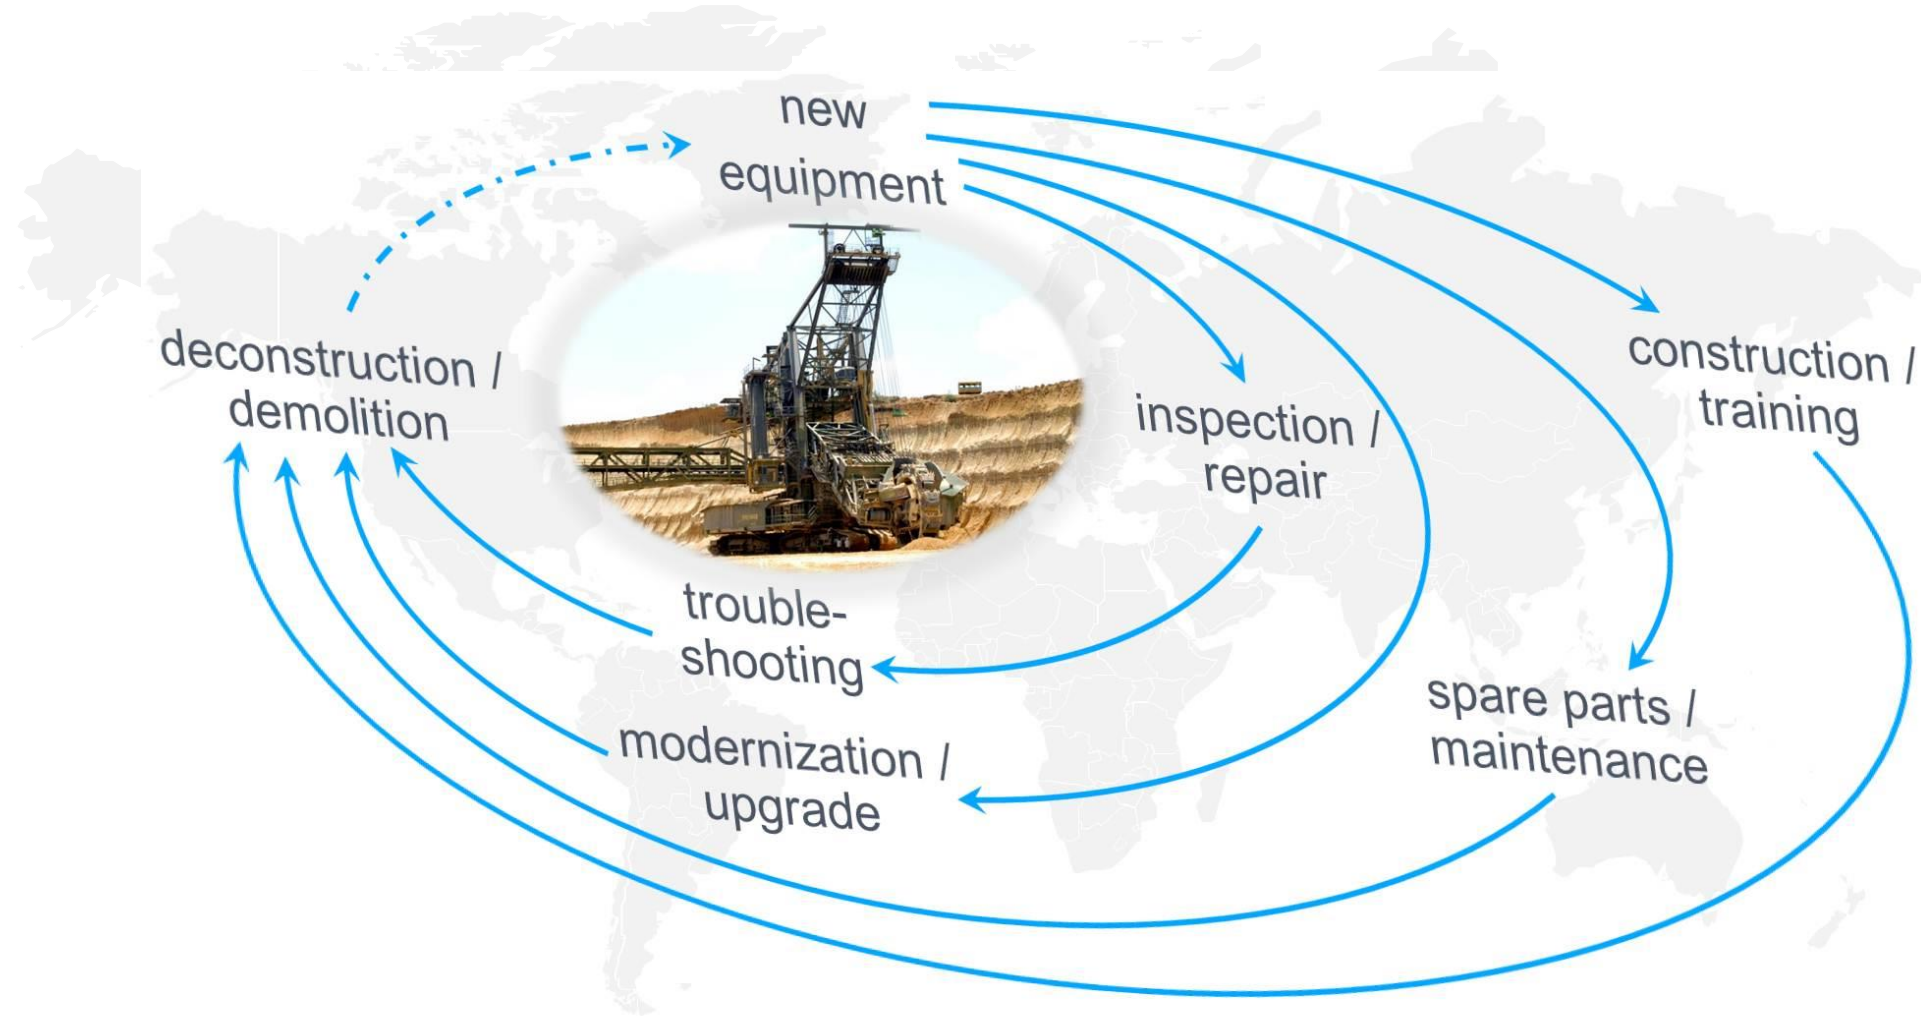 new
equipment
deconstruction /
demolition
construction /
training
inspection /
repair
trouble-
shooting
spare parts /
maintenance
modernization /
upgrade